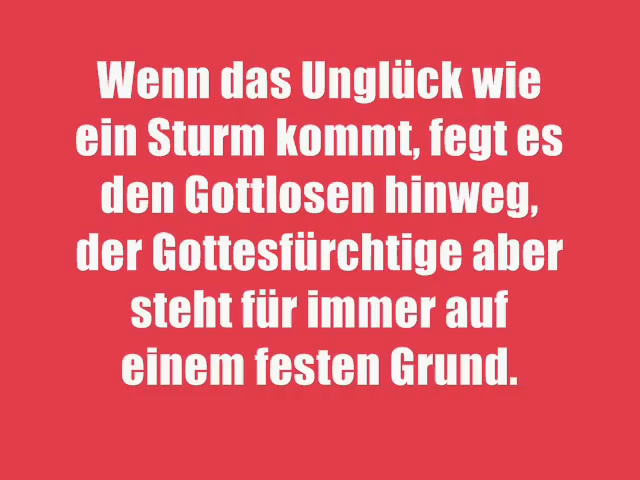 Wenn das Unglück wie
ein Sturm kommt, fegt es
den Gottlosen hinweg,
der Gottesfürchtige aber
steht für immer auf
einem festen Grund.